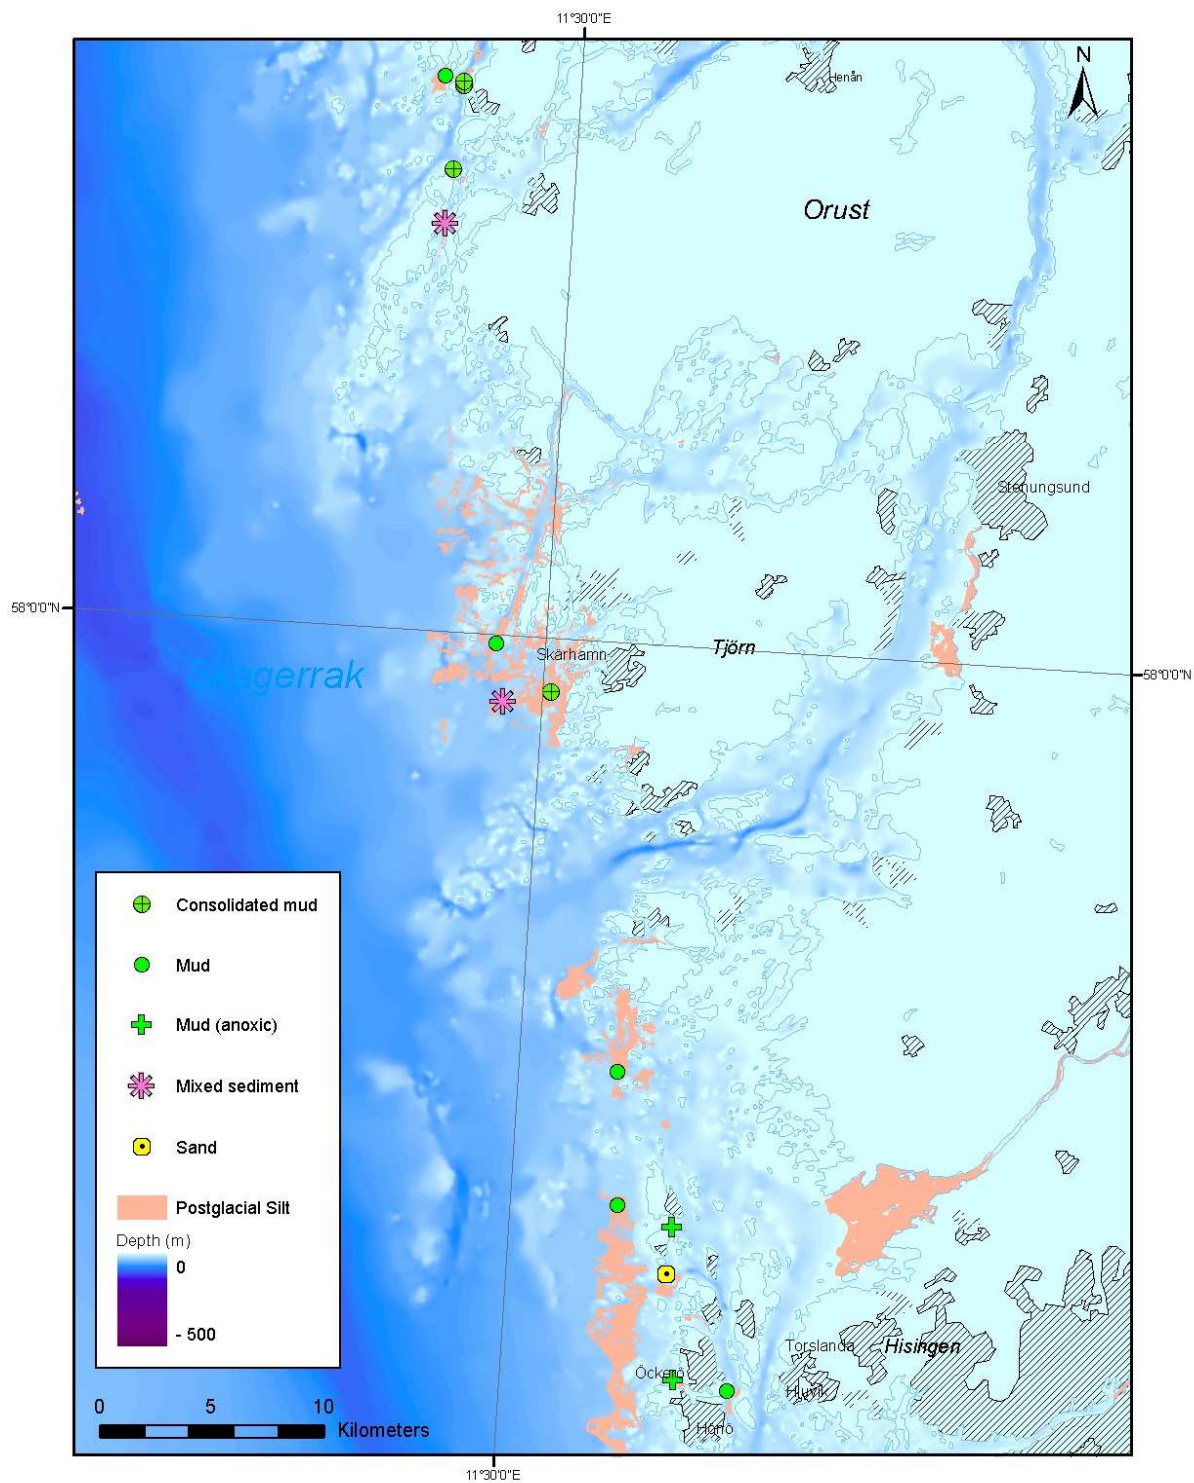 11°30'0"E
N
Henån
Orust
Stenungsund
58°0'0"N
Tjörn
Skärhamn
Skagerrak
58°0'0"N
Consolidated mud
Mud
Mud (anoxic)
Mixed sediment
Sand
Postglacial Silt
Depth (m)
0
- 500
Torslanda
Hisingen
Öckerö
Hjuvik
Hönö
0 5 10
Kilometers
11°30'0"E